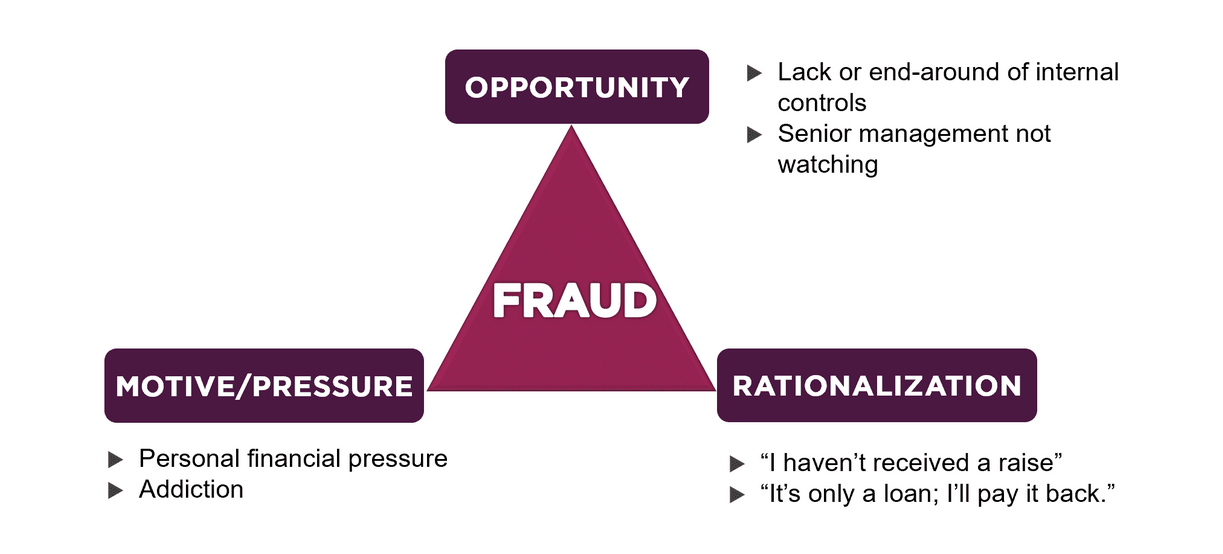 OPPORTUNITY
▶ Lack or end-around of internal
controls
▶ Senior management not
watching
FRAUD
MOTIVE/PRESSURE
▶ Personal financial pressure
▶ Addiction
RATIONALIZATION
▶ “I haven’t received a raise”
▶ “It’s only a loan; I’ll pay it back.”